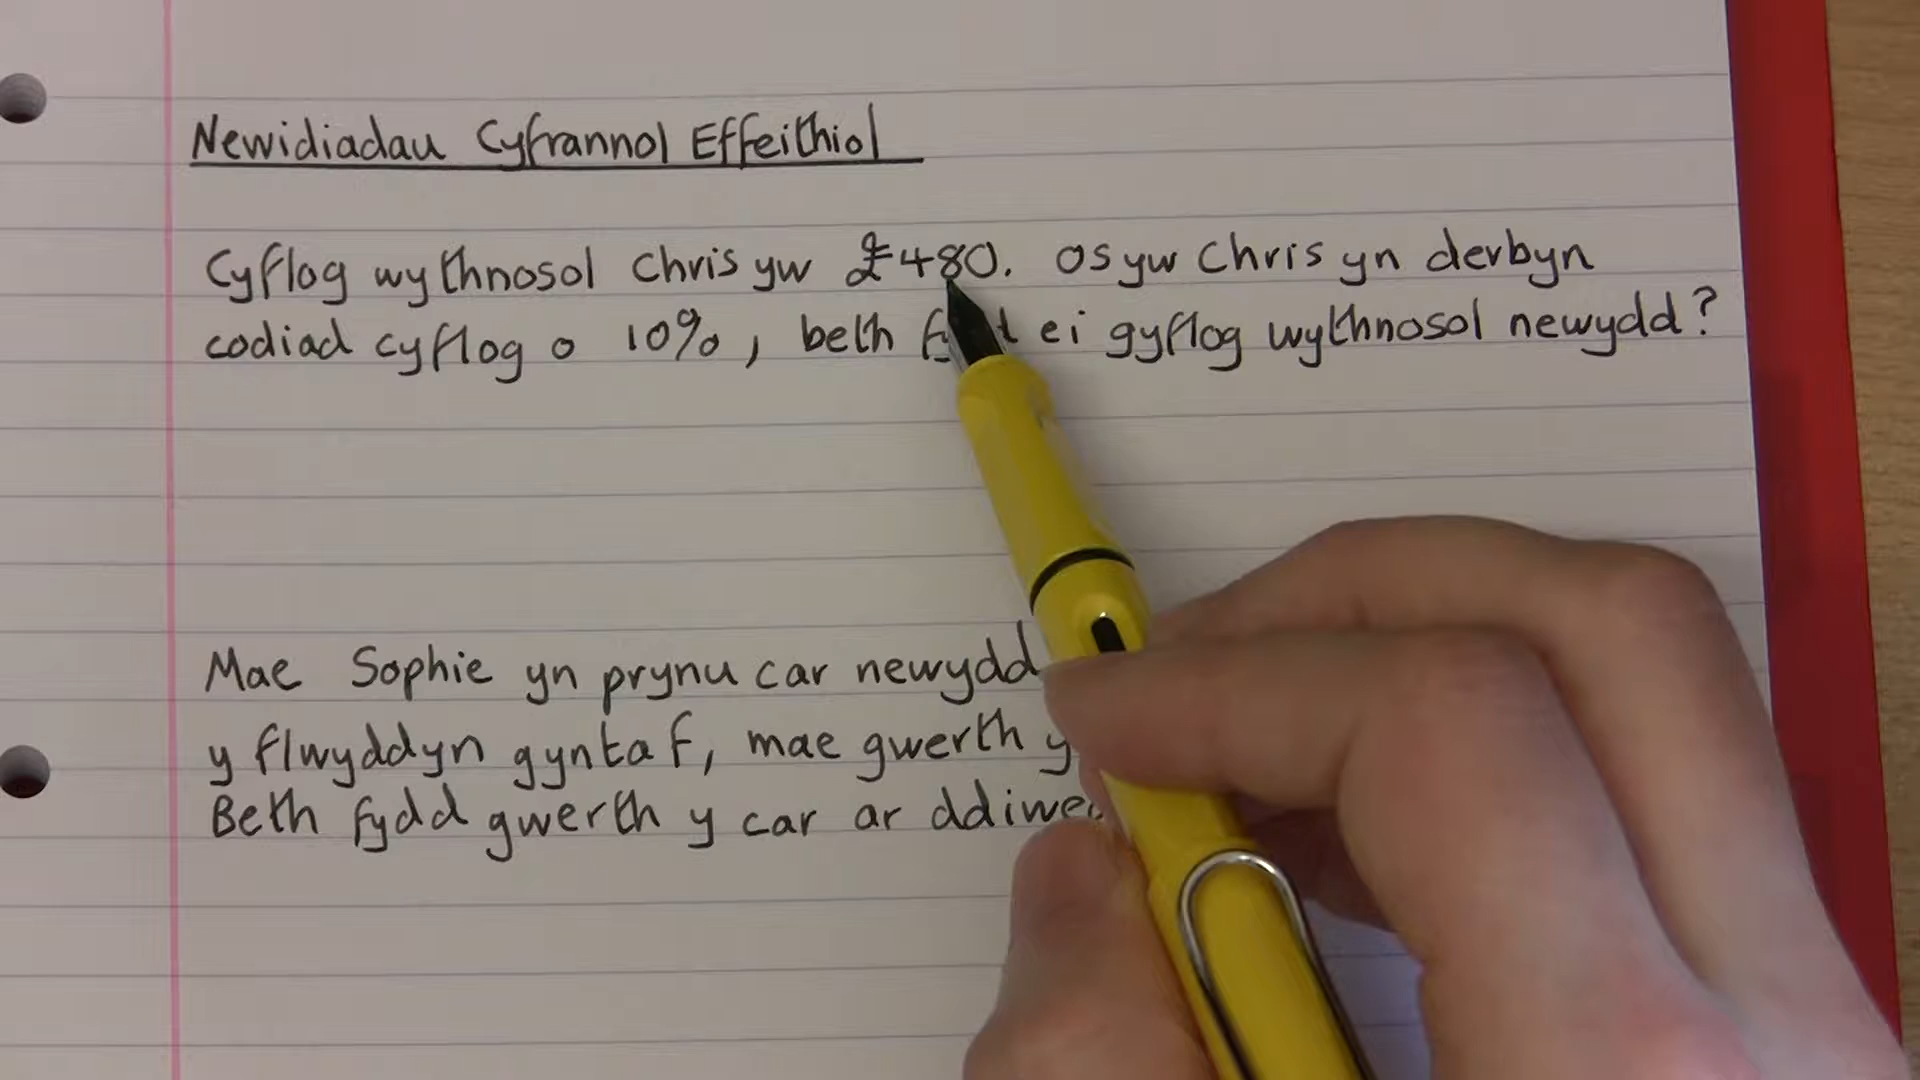 Newidiadau Cyfrannol Effeithiol
Cyflog wythnosol Chris yw £480. Os yw Chris yn derbyn
codiad cyflog o 10%, beth ei gyflog wythnosol newydd?
Mae Sophie yn prynu car newydd
y flwyddyn gyntaf, mae gwerth y
Beth fydd gwerth y car ar